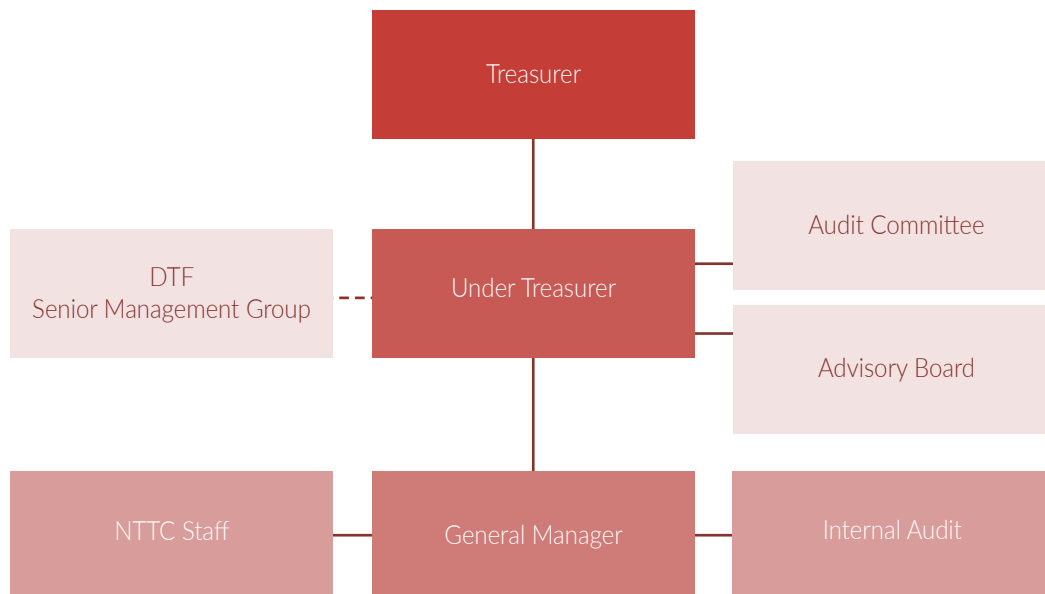 Treasurer
Audit Committee
DTF
Senior Management Group
Under Treasurer
Advisory Board
NTTC Staff
General Manager
Internal Audit